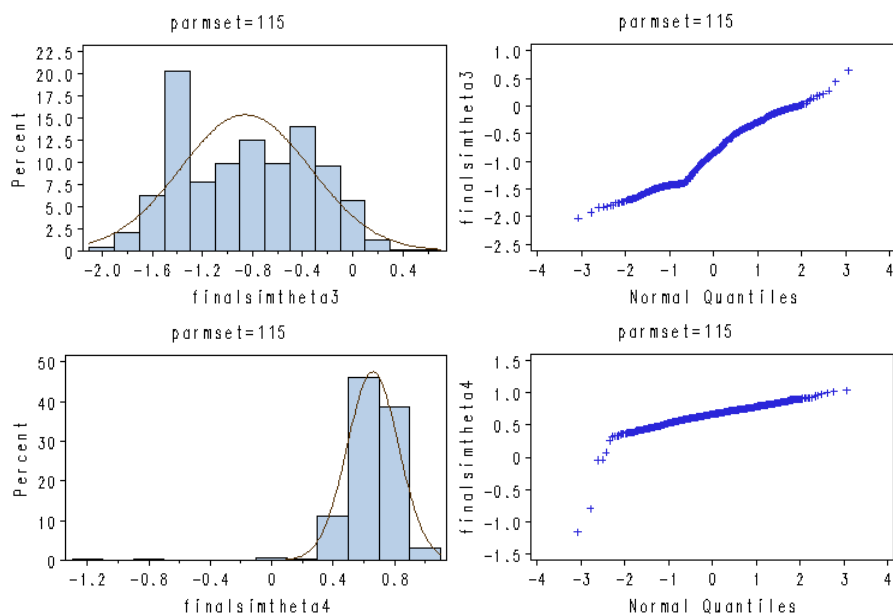 parmset=115
22.5
20.0
17.5
15.0
12.5
10.0
7.5
5.0
2.5
0
Percent
-2.0 -1.6 -1.2 -0.8 -0.4 0 0.4
finalsimtheta3
parmset=115
1.0
0.5
0
-0.5
-1.0
-1.5
-2.0
-2.5
finalsimtheta3
-4 -3 -2 -1 0 1 2 3 4
Normal Quantiles
parmset=115
50
40
30
20
10
0
Percent
-1.2 -0.8 -0.4 0 0.4 0.8
finalsimtheta4
parmset=115
1.5
1.0
0.5
0
-0.5
-1.0
-1.5
finalsimtheta4
-4 -3 -2 -1 0 1 2 3 4
Normal Quantiles